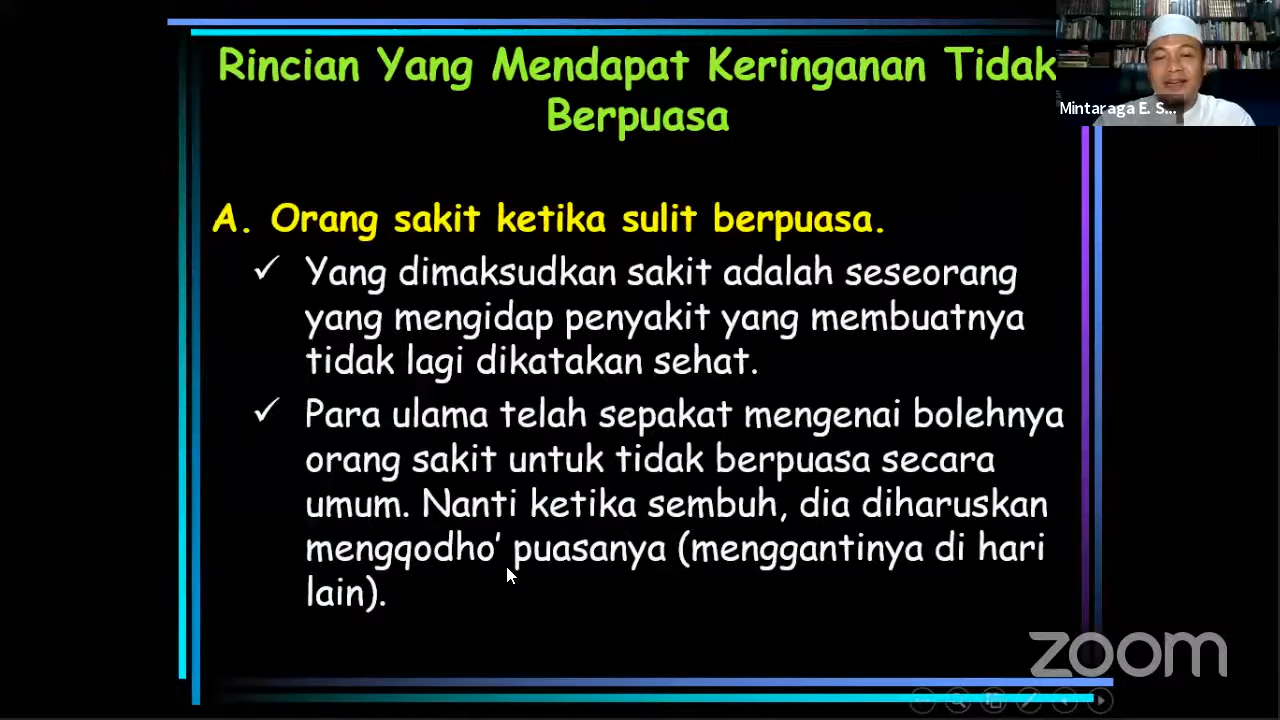 Rincian Yang Mendapat Keringanan Tidak
Berpuasa
Mintaraga E. S...
A. Orang sakit ketika sulit berpuasa.
✓ Yang dimaksudkan sakit adalah seseorang
yang mengidap penyakit yang membuatnya
tidak lagi dikatakan sehat.
✓ Para ulama telah sepakat mengenai bolehnya
orang sakit untuk tidak berpuasa secara
umum. Nanti ketika sembuh, dia diharuskan
mengqodho’ puasanya (menggantinya di hari
lain).
zoom